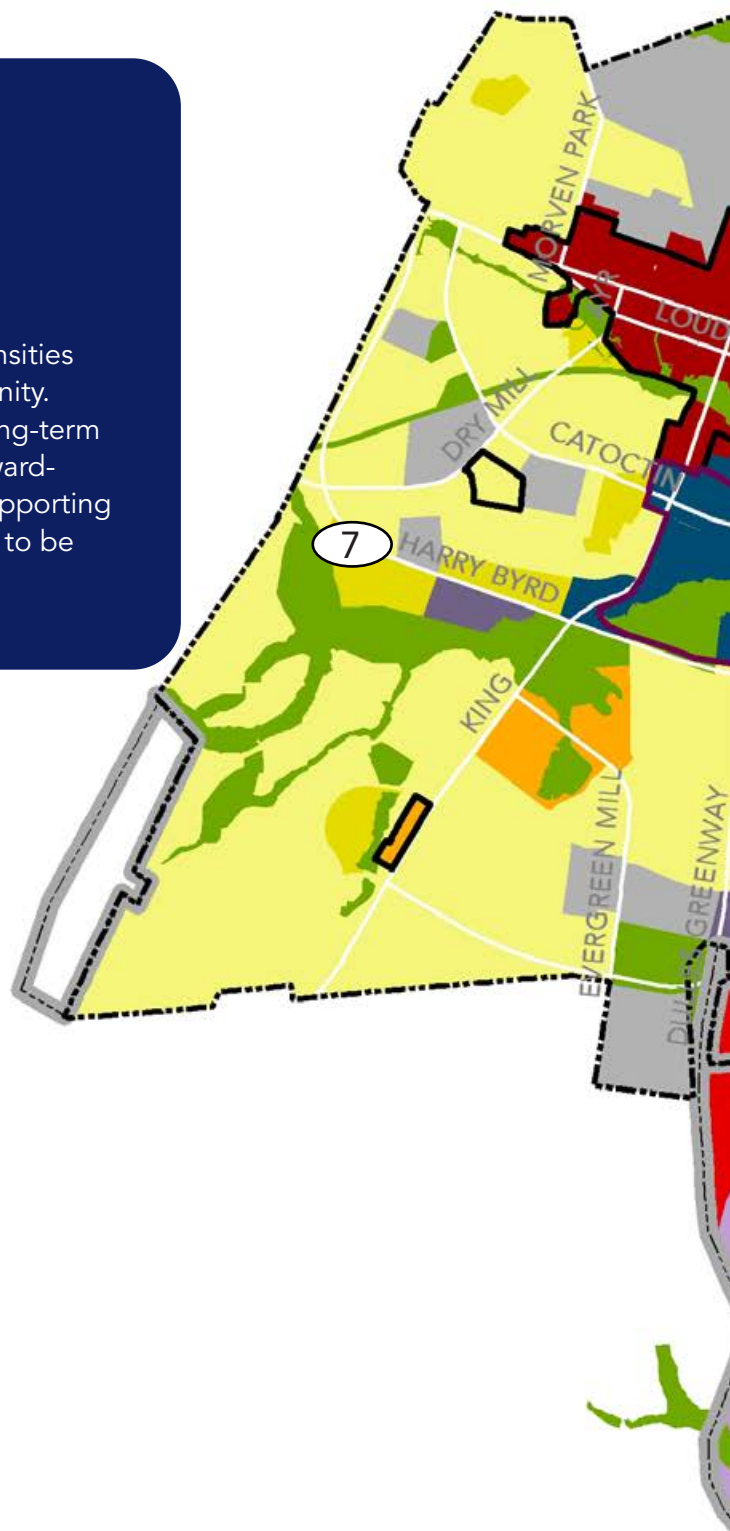 nsities
nity.
ng-term
ward-
pporting
to be
MORVEN PARK
LOUD
DRY MILL
CATOCTIN
7
HARRY BYRD
KING
EVERGREEN MILL
GREENWAY